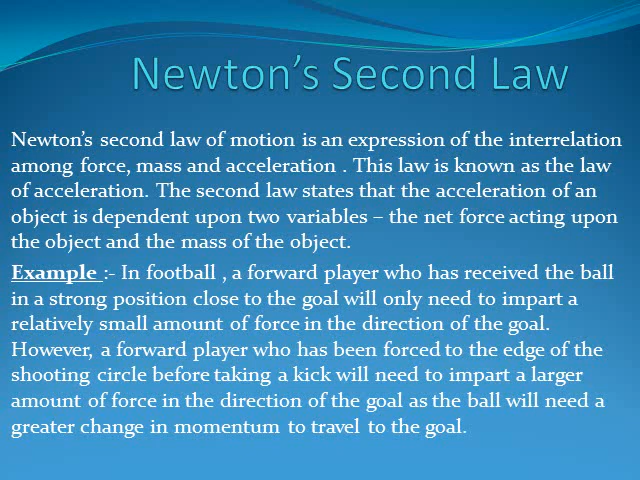 Newton's Second Law
Newton's second law of motion is an expression of the interrelation
among force, mass and acceleration . This law is known as the law
of acceleration. The second law states that the acceleration of an
object is dependent upon two variables – the net force acting upon
the object and the mass of the object.
Example :- In football , a forward player who has received the ball
in a strong position close to the goal will only need to impart a
relatively small amount of force in the direction of the goal.
However, a forward player who has been forced to the edge of the
shooting circle before taking a kick will need to impart a larger
amount of force in the direction of the goal as the ball will need a
greater change in momentum to travel to the goal.